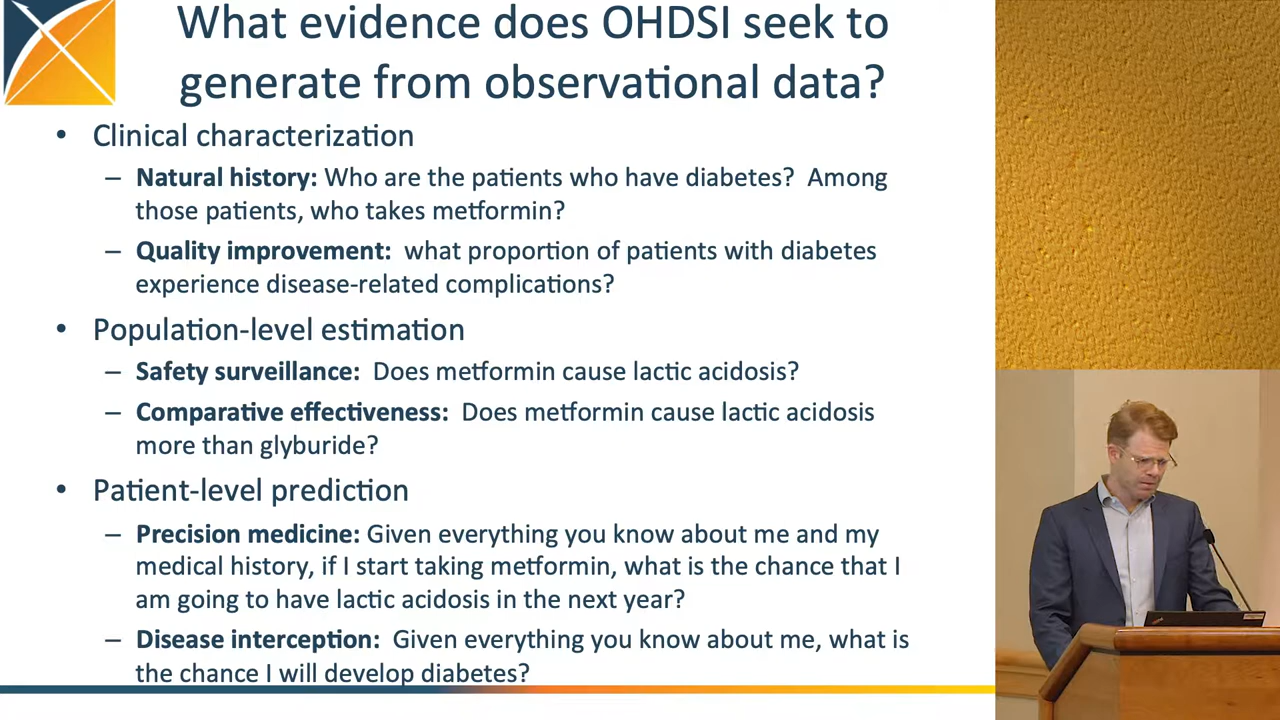 What evidence does OHDSI seek to
generate from observational data?
• Clinical characterization
– Natural history: Who are the patients who have diabetes? Among
those patients, who takes metformin?
– Quality improvement: what proportion of patients with diabetes
experience disease-related complications?
• Population-level estimation
– Safety surveillance: Does metformin cause lactic acidosis?
– Comparative effectiveness: Does metformin cause lactic acidosis
more than glyburide?
• Patient-level prediction
– Precision medicine: Given everything you know about me and my
medical history, if I start taking metformin, what is the chance that I
am going to have lactic acidosis in the next year?
– Disease interception: Given everything you know about me, what is
the chance I will develop diabetes?